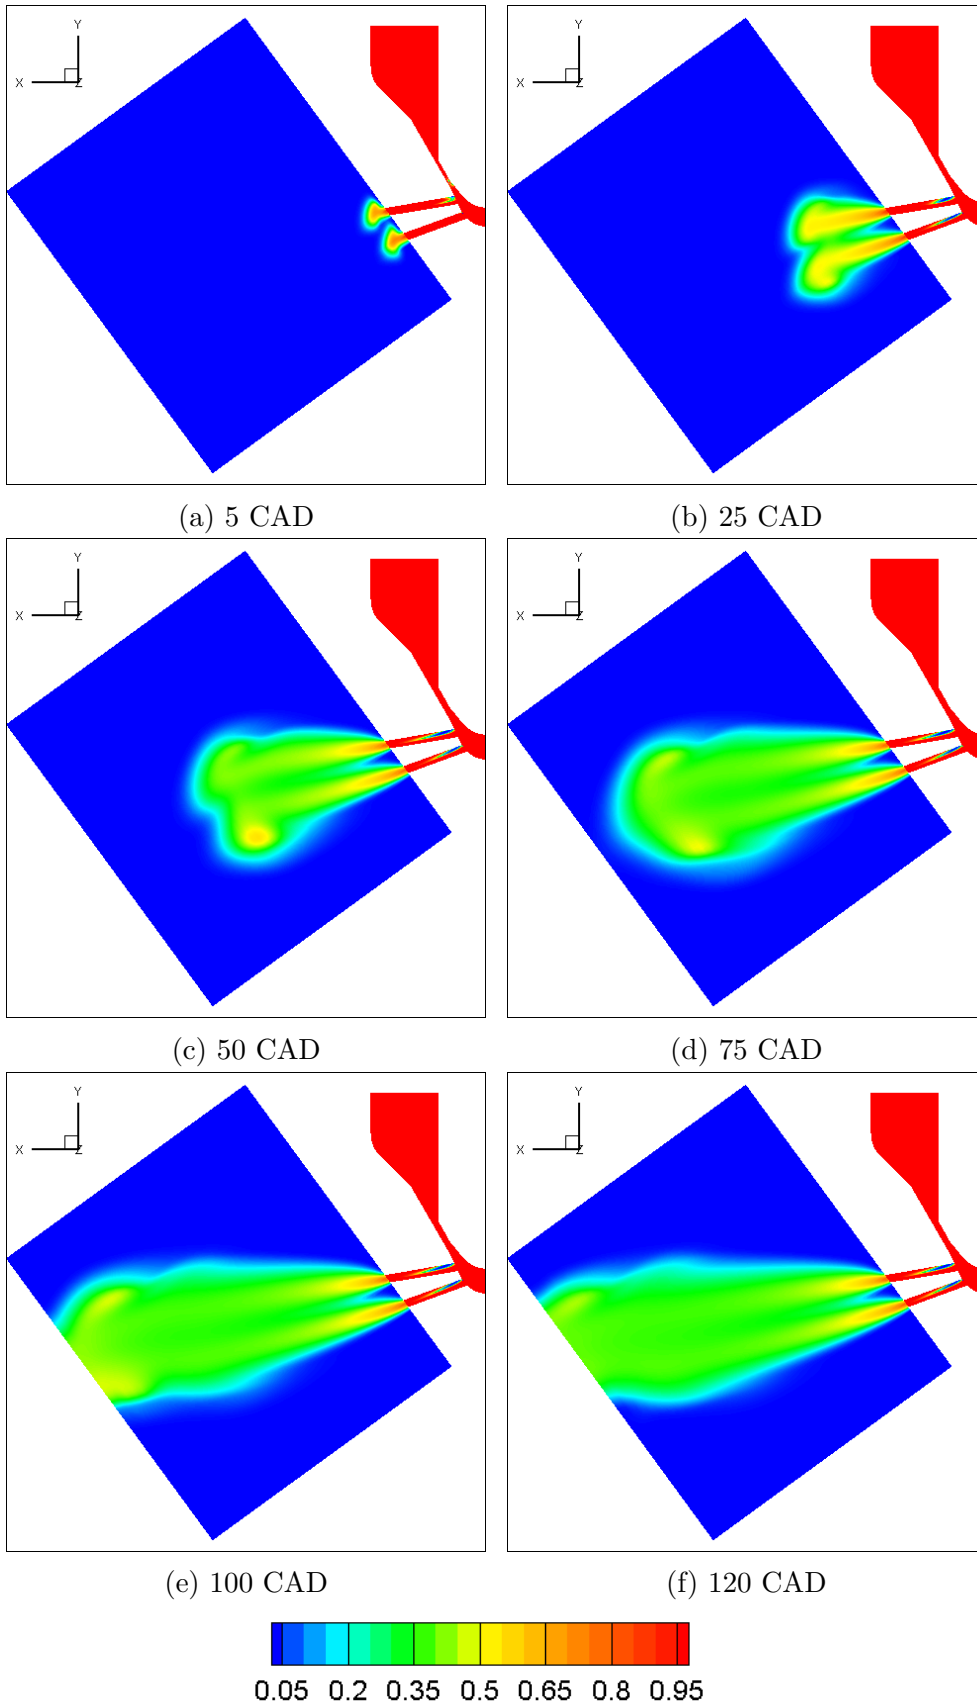 Y
X Z
Y
X Z
(a) 5 CAD
(b) 25 CAD
Y
X Z
Y
X Z
(c) 50 CAD
(d) 75 CAD
Y
X Z
Y
X Z
(e) 100 CAD
(f) 120 CAD
0.05 0.2 0.35 0.5 0.65 0.8 0.95